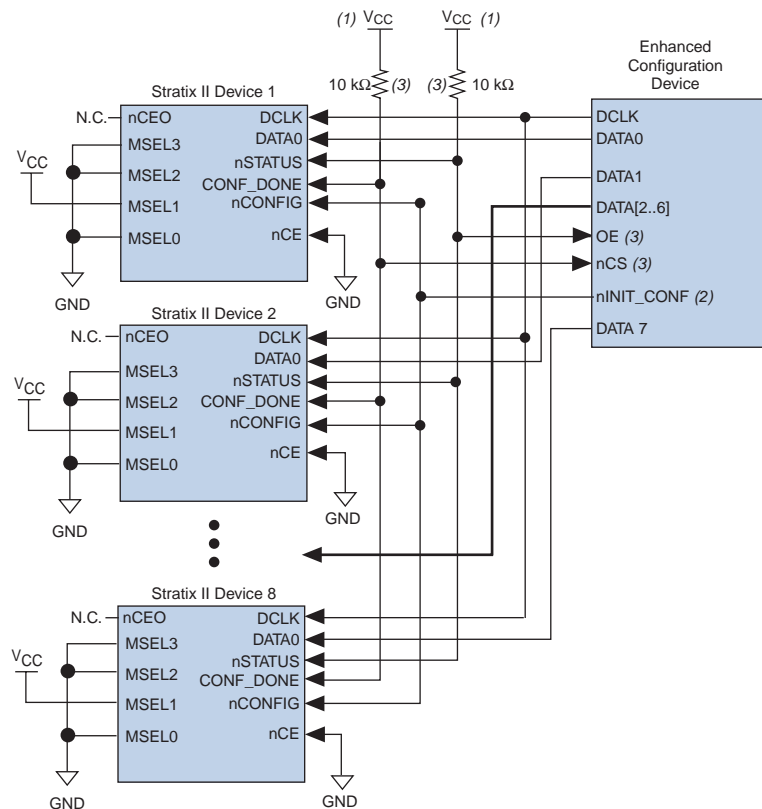 (1) VCC
VCC (1)
10 kΩ (3)
(3) 10 kΩ
Enhanced
Configuration
Device
DCLK
DATA0
DATA1
DATA[2..6]
OE (3)
nCS (3)
nINIT_CONF (2)
DATA 7
Stratix II Device 1
N.C.
nCEO
MSEL3
MSEL2
MSEL1
MSEL0
VCC
GND
DCLK
DATA0
nSTATUS
CONF_DONE
nCONFIG
nCE
GND
Stratix II Device 2
N.C.
nCEO
MSEL3
MSEL2
MSEL1
MSEL0
VCC
GND
DCLK
DATA0
nSTATUS
CONF_DONE
nCONFIG
nCE
GND
Stratix II Device 8
N.C.
nCEO
MSEL3
MSEL2
MSEL1
MSEL0
VCC
GND
DCLK
DATA0
nSTATUS
CONF_DONE
nCONFIG
nCE
GND